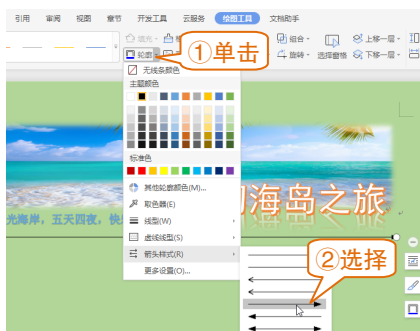 引用 审阅 视图 章节 开发工具 云服务 绘图工具 文档助手
填充
轮廓
①单击
组合 旋转 选择窗格 上移一层 下移一层
无线条颜色
主题颜色
标准色
其他轮廓颜色(M)...
取色器(E)
线型(W)
虚线线型(S)
箭头样式(R)
更多设置(O)...
海岛之旅
光海岸，五天四夜，快
②选择